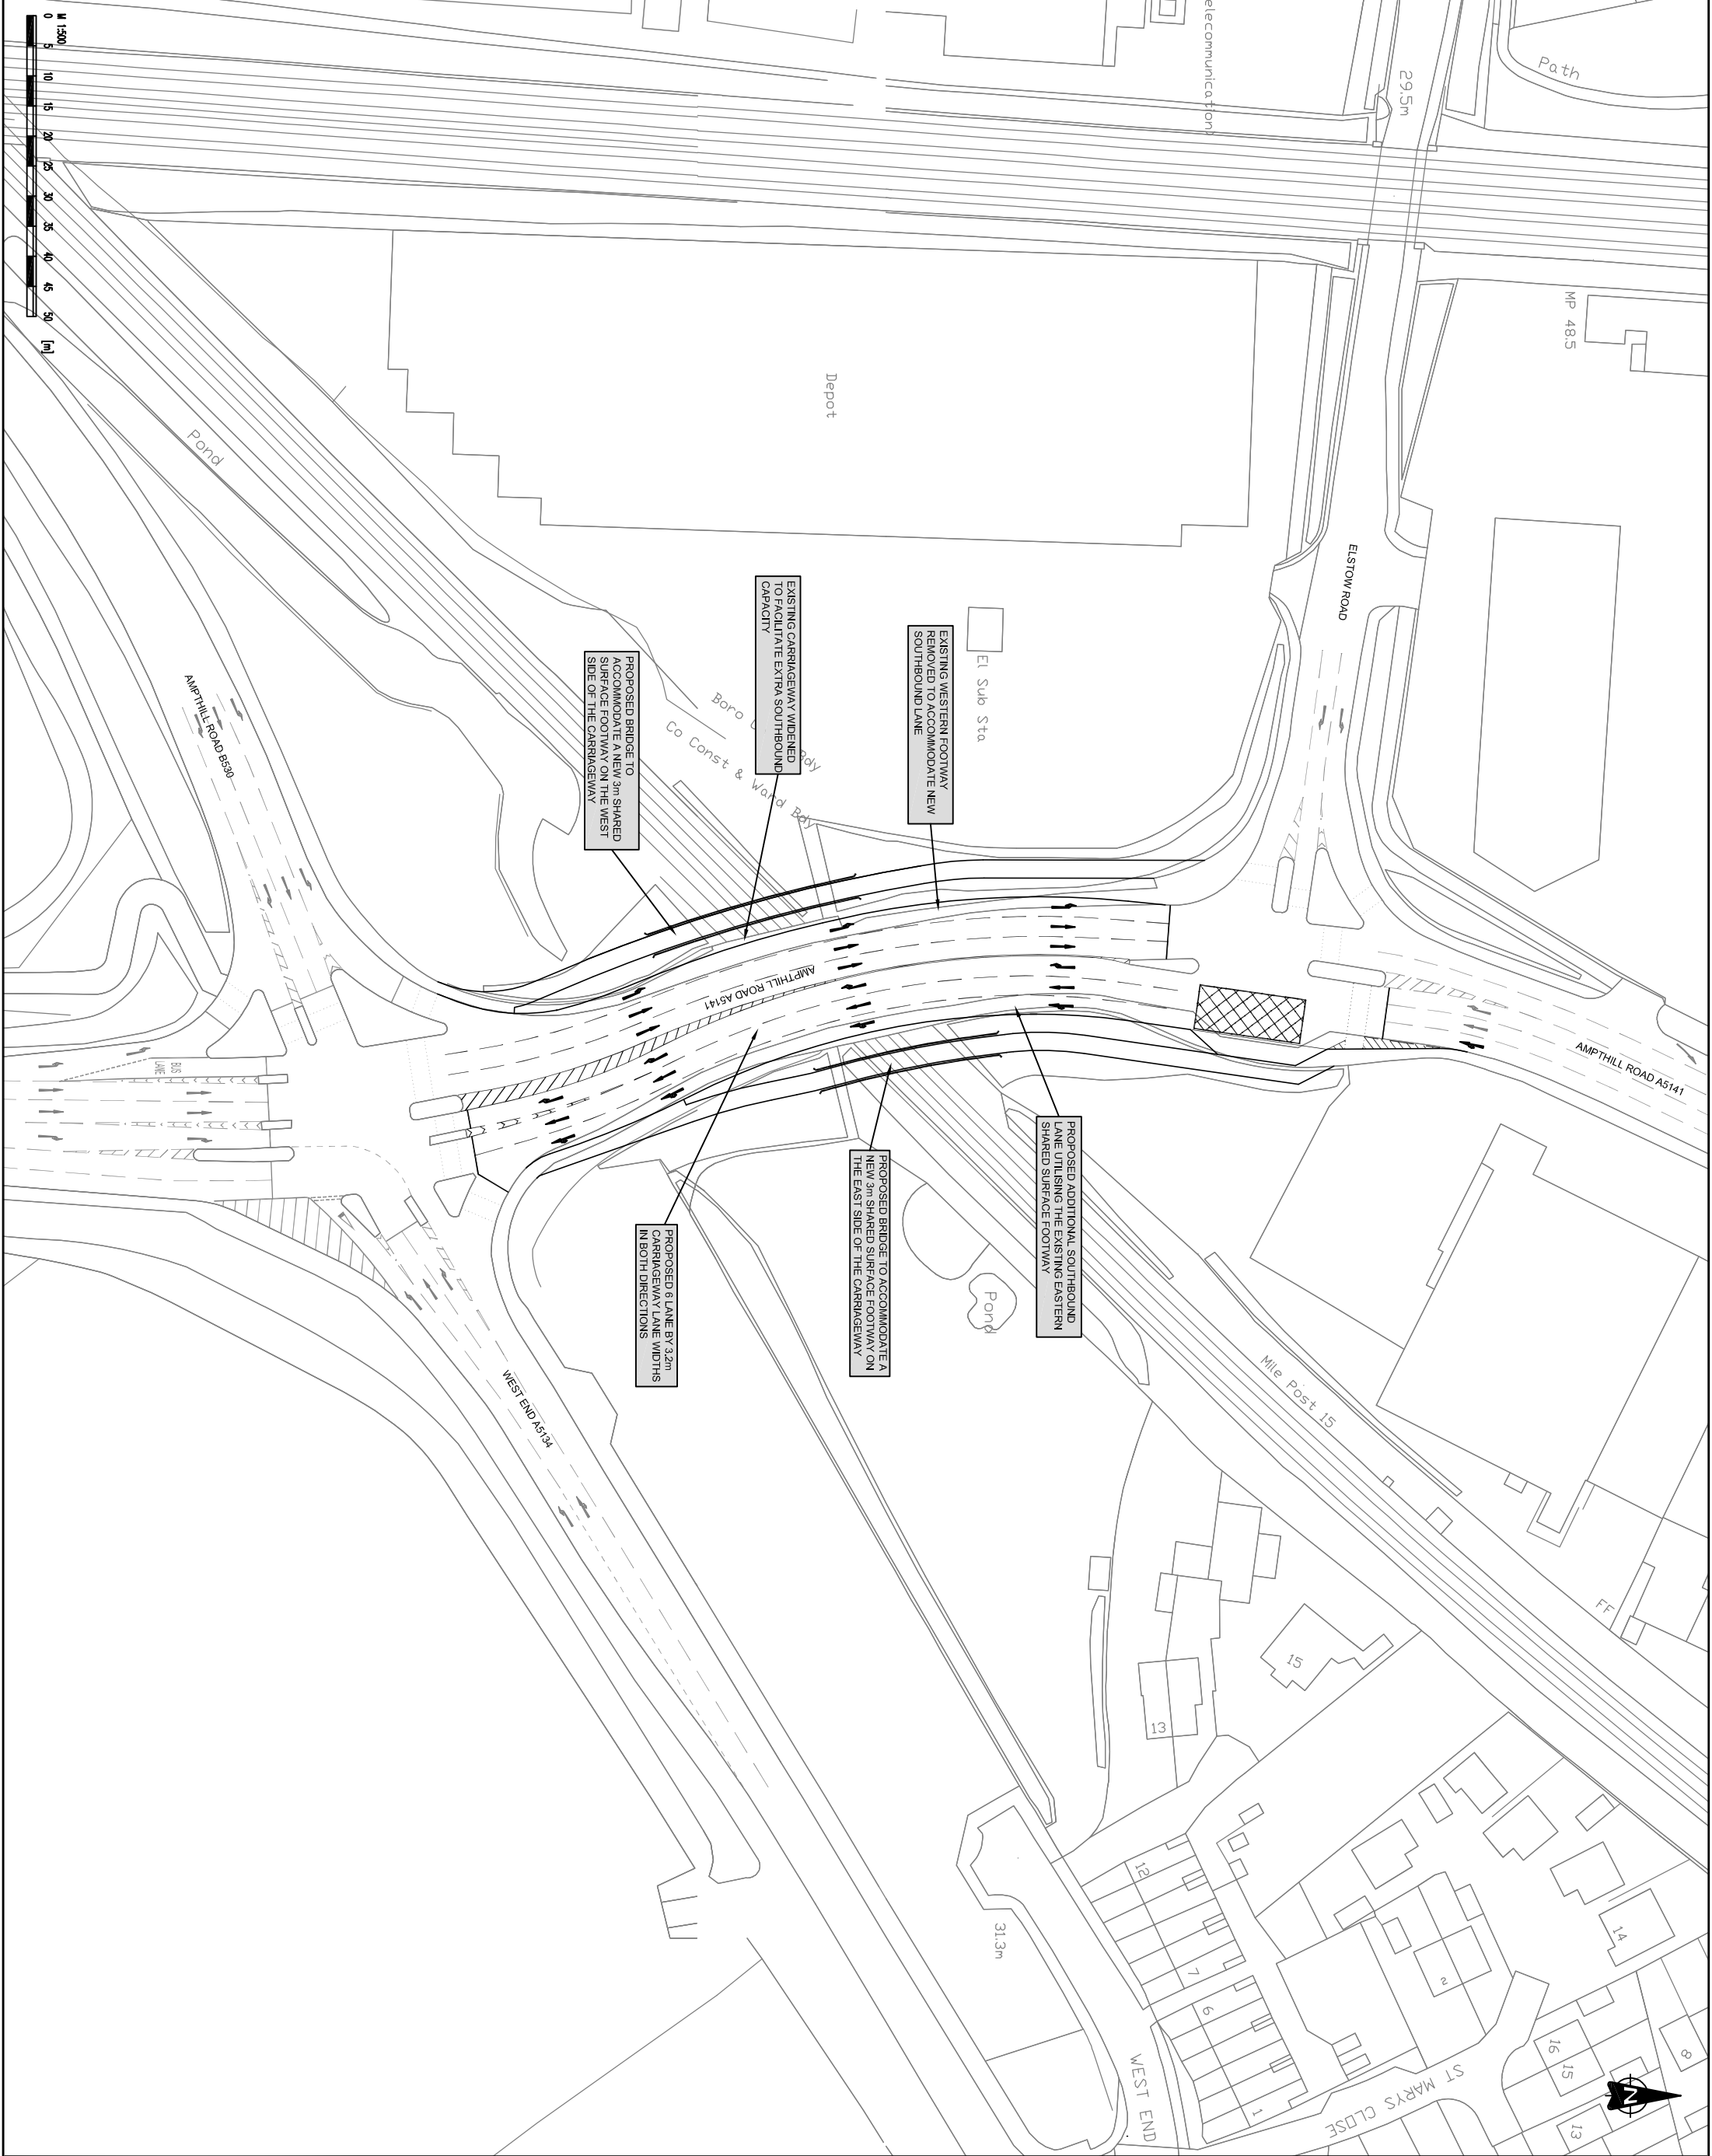 M 1:500
0 5 10 15 20 25 30 35 40 45 50 [m]
elecommunication
29.5m
Path
MP 48.5
Depot
ELSTOW ROAD
Pond
El Sub Sta
EXISTING CARRIAGEWAY WIDENED
TO FACILITATE EXTRA SOUTHBOUND
CAPACITY
EXISTING WESTERN FOOTWAY
REMOVED TO ACCOMMODATE NEW
SOUTHBOUND LANE
PROPOSED BRIDGE TO
ACCOMMODATE A NEW 3m SHARED
SURFACE FOOTWAY ON THE WEST
SIDE OF THE CARRIAGEWAY
Boro
Bdy
Co Const & Ward Bdy
AMPTHILL ROAD B530
AMPTHILL ROAD A5141
AMPTHILL ROAD A5141
BUS
LANE
PROPOSED ADDITIONAL SOUTHBOUND
LANE UTILISING THE EXISTING EASTERN
SHARED SURFACE FOOTWAY
PROPOSED BRIDGE TO ACCOMMODATE A
NEW 3m SHARED SURFACE FOOTWAY ON
THE EAST SIDE OF THE CARRIAGEWAY
PROPOSED 6 LANE BY 3.2m
CARRIAGEWAY LANE WIDTHS
IN BOTH DIRECTIONS
Pond
Mile Post 15
WEST END A5134
FF
15
13
12
7
6
1
14
2
31.3m
WEST END
ST MARYS CLOSE
16
15
8
13
N